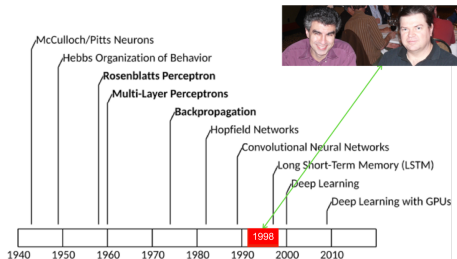 McCulloch/Pitts Neurons
Hebbs Organization of Behavior
Rosenblatts Perceptron
Multi-Layer Perceptrons
Backpropagation
Hopfield Networks
Convolutional Neural Networks
Long Short-Term Memory (LSTM)
Deep Learning
Deep Learning with GPUs
1998
1940 1950 1960 1970 1980 1990 2000 2010